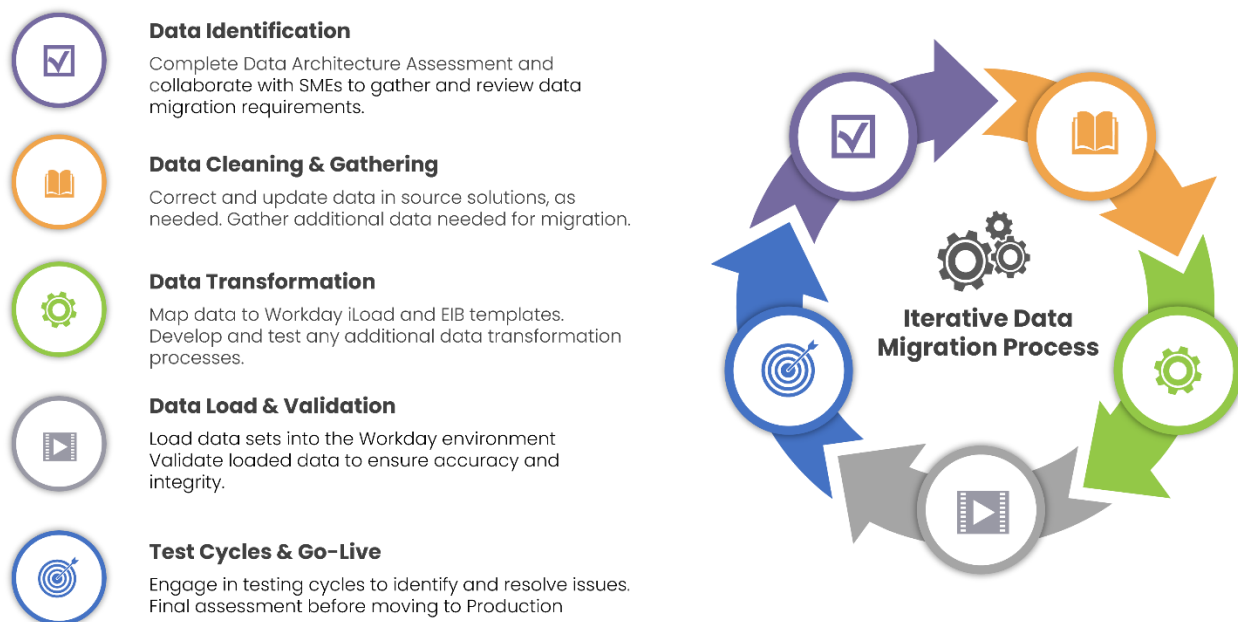 Data Identification
Complete Data Architecture Assessment and
collaborate with SMEs to gather and review data
migration requirements.
Data Cleaning & Gathering
Correct and update data in source solutions, as
needed. Gather additional data needed for migration.
Data Transformation
Map data to Workday iLoad and EIB templates.
Develop and test any additional data transformation
processes.
Data Load & Validation
Load data sets into the Workday environment
Validate loaded data to ensure accuracy and
integrity.
Test Cycles & Go-Live
Engage in testing cycles to identify and resolve issues.
Final assessment before moving to Production
Iterative Data
Migration Process